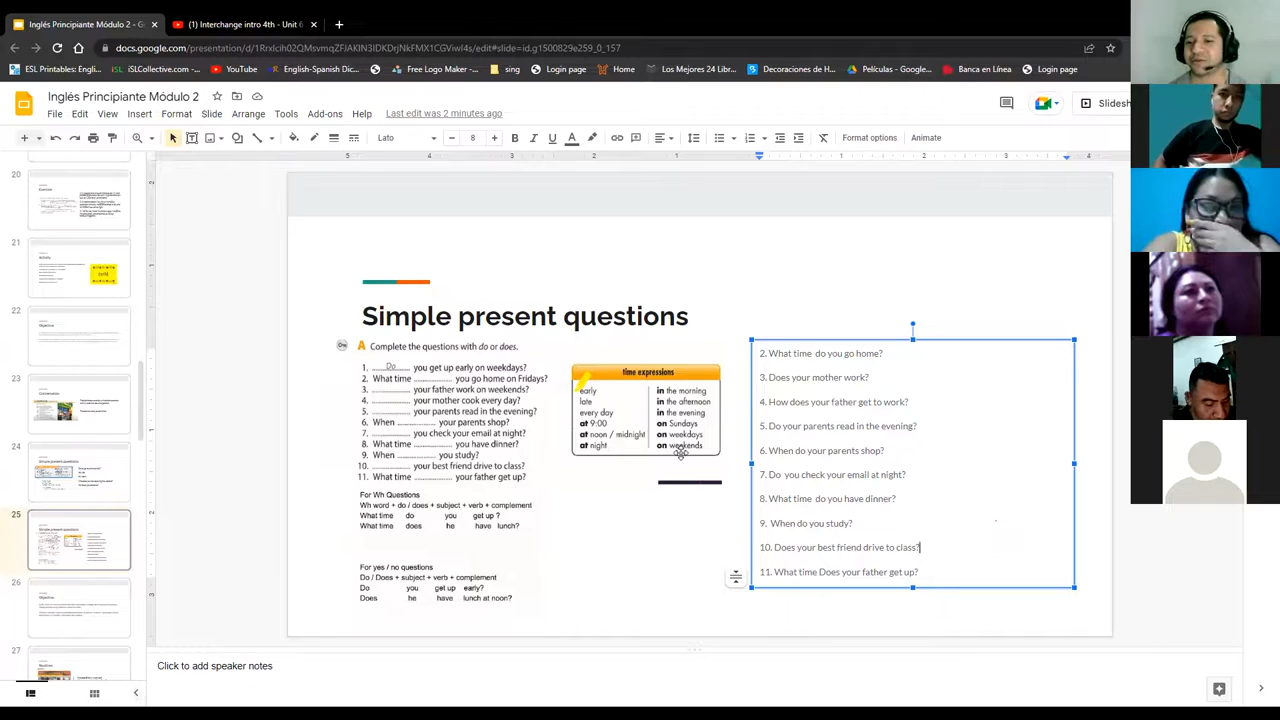 Inglés Principiante Módulo 2 - G
(1) Interchange intro 4th - Unit 6
docs.google.com/presentation/d/1Rrxlcih02QMsvmqZFJAKlN3IDKDrjNkFMX1CGVwI4s/edit#slide=id.g1500829e259_0_157
ESL Printables: Engli... iSLCollective.com -... YouTube English-Spanish Dic... Free Logo Maker -... sing Login page Home Los Mejores 24 Libr... Decoraciones de H... Películas - Google... Banca en Línea Login page
Inglés Principiante Módulo 2
File Edit View Insert Format Slide Arrange Tools Add-ons Help Last edit was 2 minutes ago
Slidesh
Lato 8 Format options Animate
Simple present questions
A Complete the questions with do or does.
1. Do you get up early on weekdays?
2. What time you go home on Fridays?
3. your father work on weekends?
4. your mother cook every day?
5. your parents read in the evening?
6. When your parents shop?
7. you check your email at night?
8. What time you have dinner?
9. When you study?
10. your best friend drive to class?
11. What time your father get up?
time expressions
early in the morning
late in the afternoon
every day in the evening
at 9:00 on Sundays
at noon / midnight on weekdays
at night on weekends
For Wh Questions
Wh word + do / does + subject + verb + complement
What time do you get up ?
What time does he have lunch?
For yes / no questions
Do / Does + subject + verb + complement
Do you get up early?
Does he have lunch at noon?
2. What time do you go home?
3. Does your mother work?
4. How does your father get to work?
5. Do your parents read in the evening?
6. When do your parents shop?
7. Do you check your email at night?
8. What time do you have dinner?
9. When do you study?
10. Does your best friend drive to class?
11. What time Does your father get up?
20
21
22
23
24
25
26
27
Click to add speaker notes